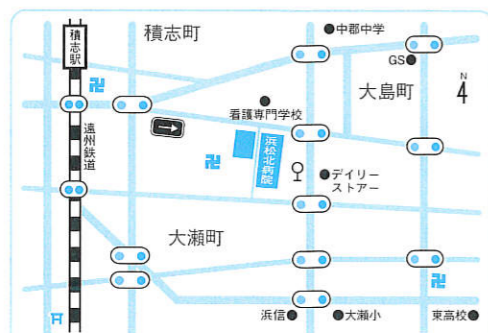 積志駅
積志町
中郡中学
GS
大島町
N
看護専門学校
遠州鉄道
浜松北病院
デイリー
ストアー
大瀬町
浜信
大瀬小
東高校